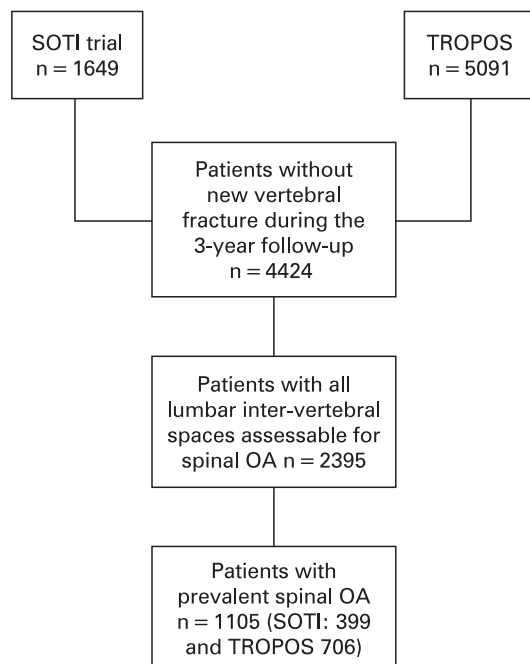 SOTI trial
n = 1649
TROPOS
n = 5091
Patients without
new vertebral
fracture during the
3-year follow-up
n = 4424
Patients with all
lumbar inter-vertebral
spaces assessable for
spinal OA n = 2395
Patients with
prevalent spinal OA
n = 1105 (SOTI: 399
and TROPOS 706)